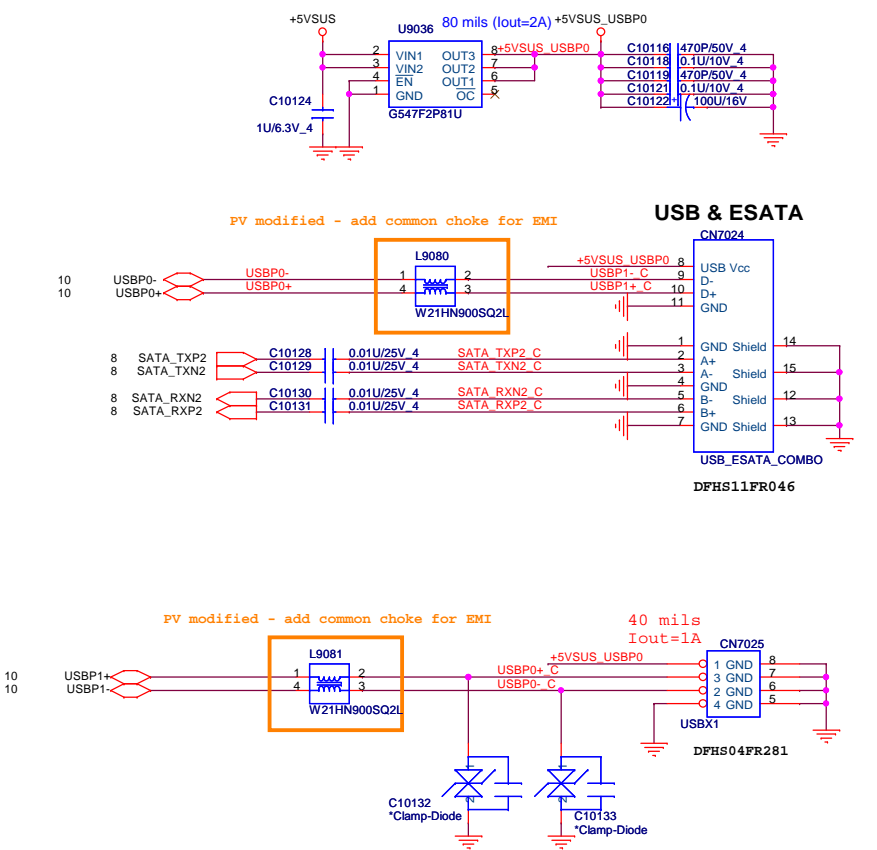 +5VSUS
U9036
80 mils (Iout=2A)
+5VSUS_USBP0
2 VIN1 OUT3 8 +5VSUS_USBP0
3 VIN2 OUT2 7
4 EN OUT1 6
1 GND OC 5
G547F2P81U
C10124
1U/6.3V_4
C10116 470P/50V_4
C10118 0.1U/10V_4
C10119 470P/50V_4
C10121 0.1U/10V_4
C10122 + 100U/16V
USB & ESATA
PV modified - add common choke for EMI
CN7024
L9080
10 USBP0- USBP0- 1 2 USBP1-_C 9 D-
10 USBP0+ USBP0+ 4 3 USBP1+_C 10 D+
W21HN900SQ2L
+5VSUS_USBP0 8 USB Vcc
11 GND
1 GND Shield 14
8 SATA_TXP2 C10128 0.01U/25V_4 SATA_TXP2_C 2 A+
8 SATA_TXN2 C10129 0.01U/25V_4 SATA_TXN2_C 3 A- Shield 15
4 GND
8 SATA_RXN2 C10130 0.01U/25V_4 SATA_RXN2_C 5 B- Shield 12
8 SATA_RXP2 C10131 0.01U/25V_4 SATA_RXP2_C 6 B+
7 GND Shield 13
USB_ESATA_COMBO
DFHS11FR046
PV modified - add common choke for EMI
40 mils
Iout=1A
L9081
CN7025
+5VSUS_USBP0 1 GND 8
10 USBP1+ 1 2 USBP0+_C 3 GND 7
10 USBP1- 4 3 USBP0-_C 2 GND 6
4 GND 5
W21HN900SQ2L
USBX1
DFHS04FR281
1 2
1 2
C10132
*Clamp-Diode
C10133
*Clamp-Diode